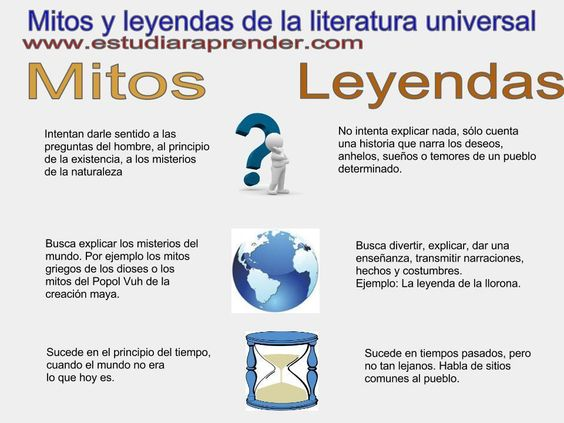 Mitos y leyendas de la literatura universal
www.estudiaraprender.com
Mitos
Leyendas
Intentan darle sentido a las
preguntas del hombre, al principio
de la existencia, a los misterios
de la naturaleza
No intenta explicar nada, sólo cuenta
una historia que narra los deseos,
anhelos, sueños o temores de un pueblo
determinado.
Busca explicar los misterios del
mundo. Por ejemplo los mitos
griegos de los dioses o los
mitos del Popol Vuh de la
creación maya.
Busca divertir, explicar, dar una
enseñanza, transmitir narraciones,
hechos y costumbres.
Ejemplo: La leyenda de la llorona.
Sucede en el principio del tiempo,
cuando el mundo no era
lo que hoy es.
Sucede en tiempos pasados, pero
no tan lejanos. Habla de sitios
comunes al pueblo.